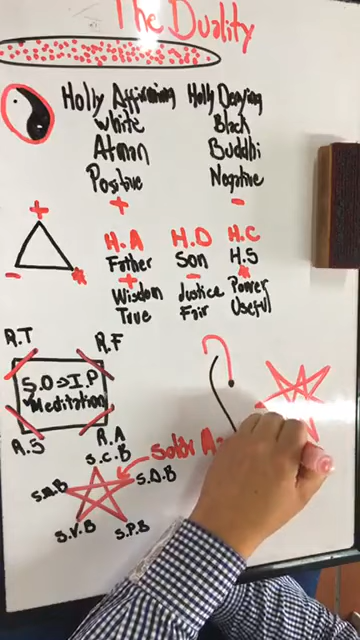 The Duality
Holly Affirming Holly Denying
White Black
Atman Buddhi
Positive Negative
+ -
+
H.A H.D H.C
Father Son H.S
- * + - *
Wisdom Justice Power
True Fair Useful
R.T R.F
S.O ⇒ I.P
Meditation
R.S R.A
S.C.B
Solar
S.M.B S.O.B
S.V.B S.P.B